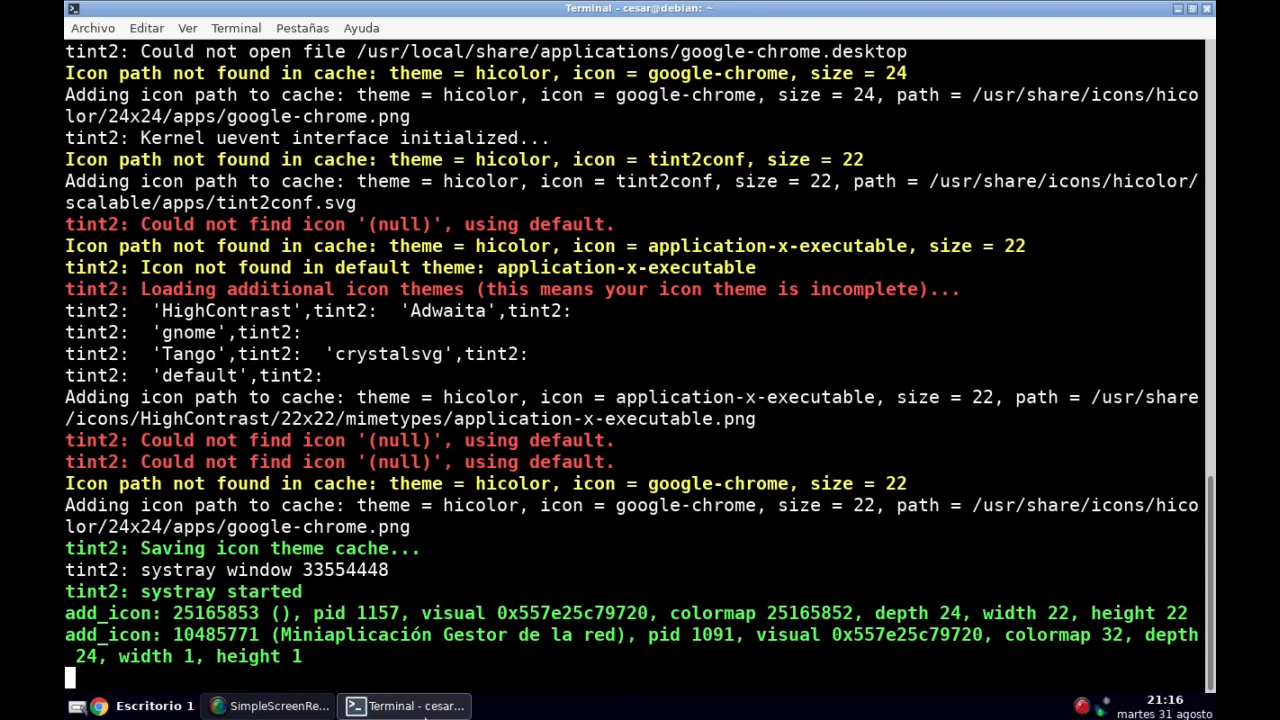 Terminal - cesar@debian: ~
Archivo Editar Ver Terminal Pestañas Ayuda
tint2: Could not open file /usr/local/share/applications/google-chrome.desktop
Icon path not found in cache: theme = hicolor, icon = google-chrome, size = 24
Adding icon path to cache: theme = hicolor, icon = google-chrome, size = 24, path = /usr/share/icons/hico
lor/24x24/apps/google-chrome.png
tint2: Kernel uevent interface initialized...
Icon path not found in cache: theme = hicolor, icon = tint2conf, size = 22
Adding icon path to cache: theme = hicolor, icon = tint2conf, size = 22, path = /usr/share/icons/hicolor/
scalable/apps/tint2conf.svg
tint2: Could not find icon '(null)', using default.
Icon path not found in cache: theme = hicolor, icon = application-x-executable, size = 22
tint2: Icon not found in default theme: application-x-executable
tint2: Loading additional icon themes (this means your icon theme is incomplete)...
tint2:  'HighContrast',tint2:  'Adwaita',tint2:
tint2:  'gnome',tint2:
tint2:  'Tango',tint2:  'crystalsvg',tint2:
tint2:  'default',tint2:
Adding icon path to cache: theme = hicolor, icon = application-x-executable, size = 22, path = /usr/share
/icons/HighContrast/22x22/mimetypes/application-x-executable.png
tint2: Could not find icon '(null)', using default.
tint2: Could not find icon '(null)', using default.
Icon path not found in cache: theme = hicolor, icon = google-chrome, size = 22
Adding icon path to cache: theme = hicolor, icon = google-chrome, size = 22, path = /usr/share/icons/hico
lor/24x24/apps/google-chrome.png
tint2: Saving icon theme cache...
tint2: systray window 33554448
tint2: systray started
add_icon: 25165853 (), pid 1157, visual 0x557e25c79720, colormap 25165852, depth 24, width 22, height 22
add_icon: 10485771 (Miniaplicación Gestor de la red), pid 1091, visual 0x557e25c79720, colormap 32, depth
 24, width 1, height 1
Escritorio 1 SimpleScreenRe... Terminal - cesar... 21:16
martes 31 agosto